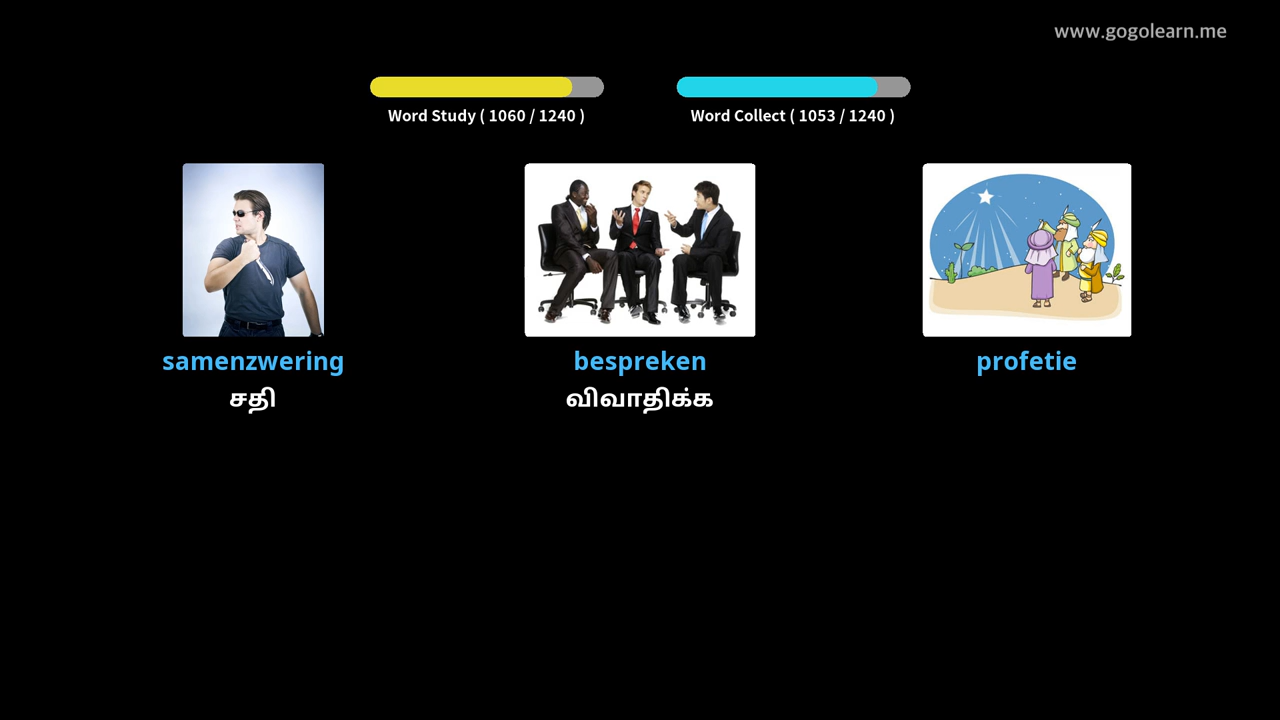 www.gogolearn.me
Word Study ( 1060 / 1240 )
Word Collect ( 1053 / 1240 )
samenzwering
சதி
bespreken
விவாதிக்க
profetie